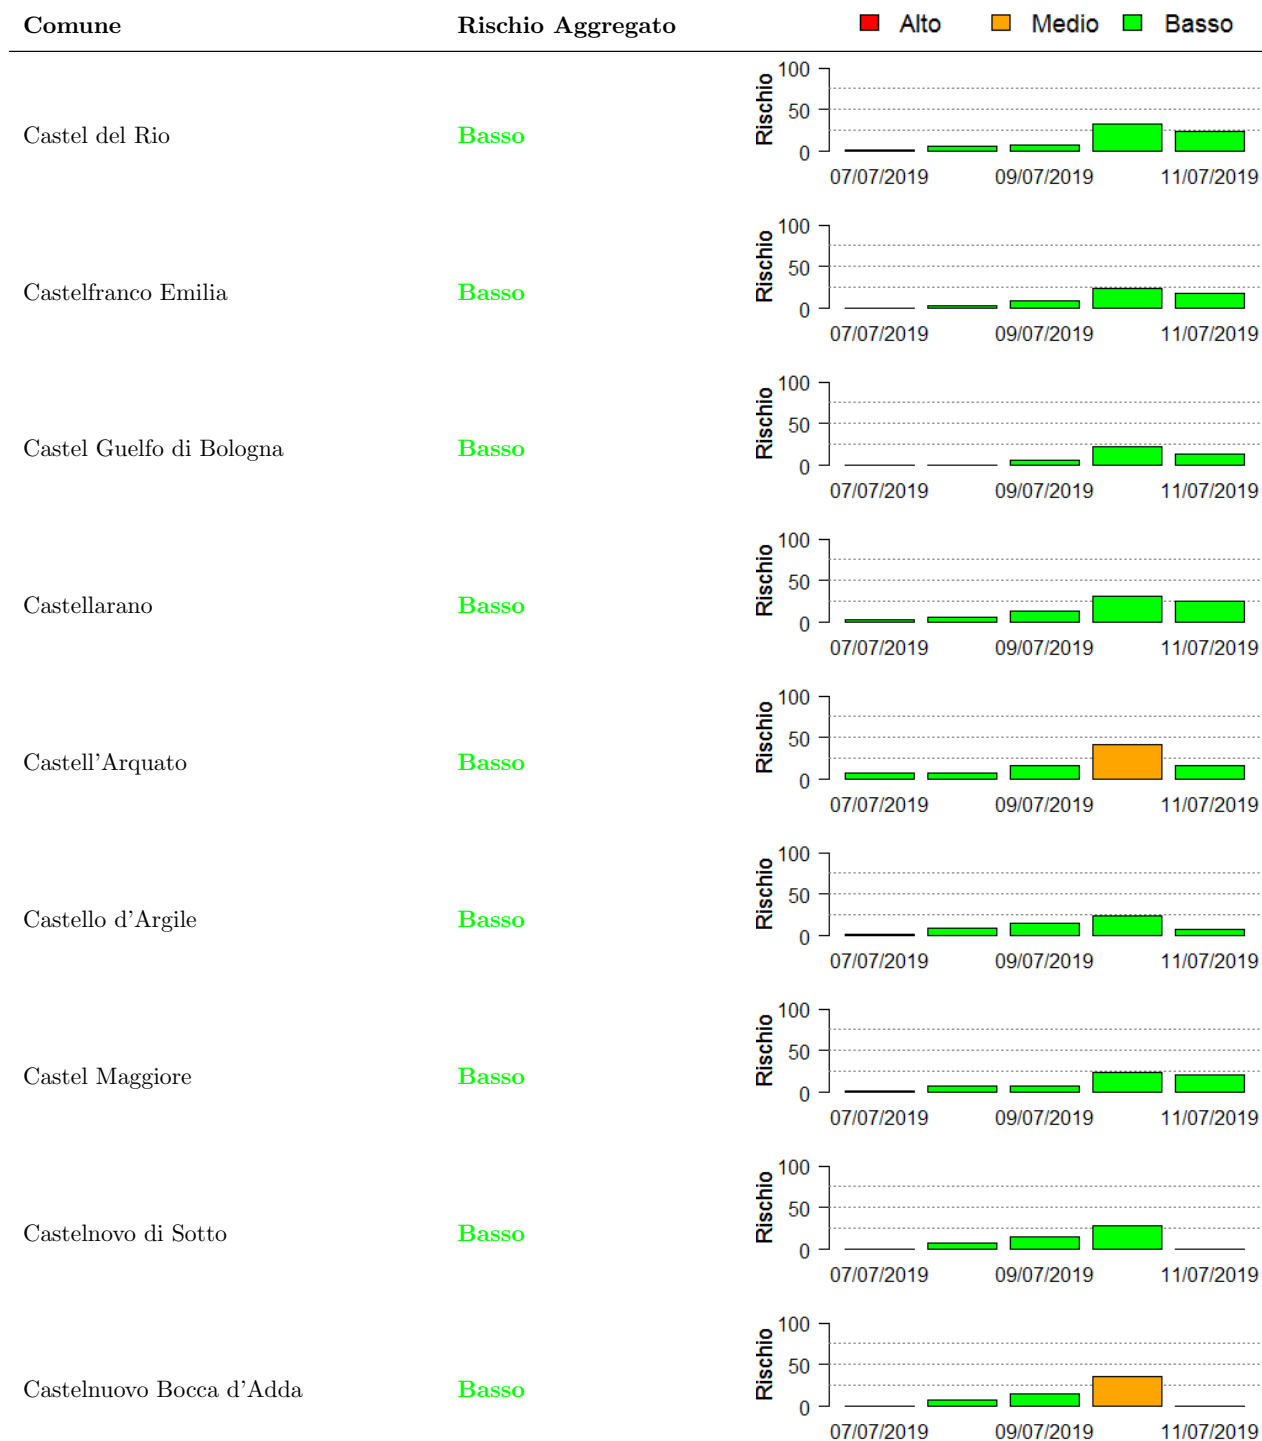 Comune Rischio Aggregato Alto Medio Basso
Castel del Rio Basso Rischio 100 50 0
07/07/2019 09/07/2019 11/07/2019
Castelfranco Emilia Basso Rischio 100 50 0
07/07/2019 09/07/2019 11/07/2019
Castel Guelfo di Bologna Basso Rischio 100 50 0
07/07/2019 09/07/2019 11/07/2019
Castellarano Basso Rischio 100 50 0
07/07/2019 09/07/2019 11/07/2019
Castell'Arquato Basso Rischio 100 50 0
07/07/2019 09/07/2019 11/07/2019
Castello d'Argile Basso Rischio 100 50 0
07/07/2019 09/07/2019 11/07/2019
Castel Maggiore Basso Rischio 100 50 0
07/07/2019 09/07/2019 11/07/2019
Castelnovo di Sotto Basso Rischio 100 50 0
07/07/2019 09/07/2019 11/07/2019
Castelnuovo Bocca d'Adda Basso Rischio 100 50 0
07/07/2019 09/07/2019 11/07/2019